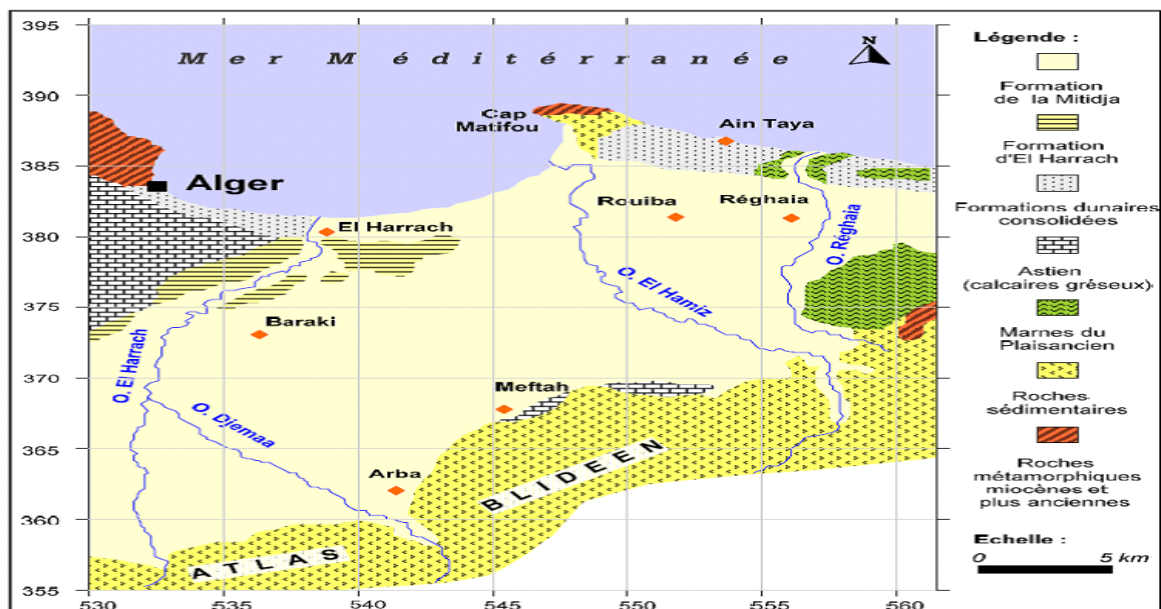 395
390
385
380
375
370
365
360
355
530
535
540
545
550
555
560
Mer Méditérranée
N
Cap
Matifou
Ain Taya
Alger
Rouiba
Réghaia
El Harrach
O. Réghaia
O. El Hamiz
Baraki
O. El Harrach
Meftah
O. Djemaa
Arba
BLIDEEN
ATLAS
Légende :
Formation
de la Mitidja
Formation
d'El Harrach
Formations dunaires
consolidées
Astien
(calcaires gréseux)
Marnes du
Plaisancien
Roches
sédimentaires
Roches
métamorphiques
miocènes et
plus anciennes
Echelle :
0 5 km